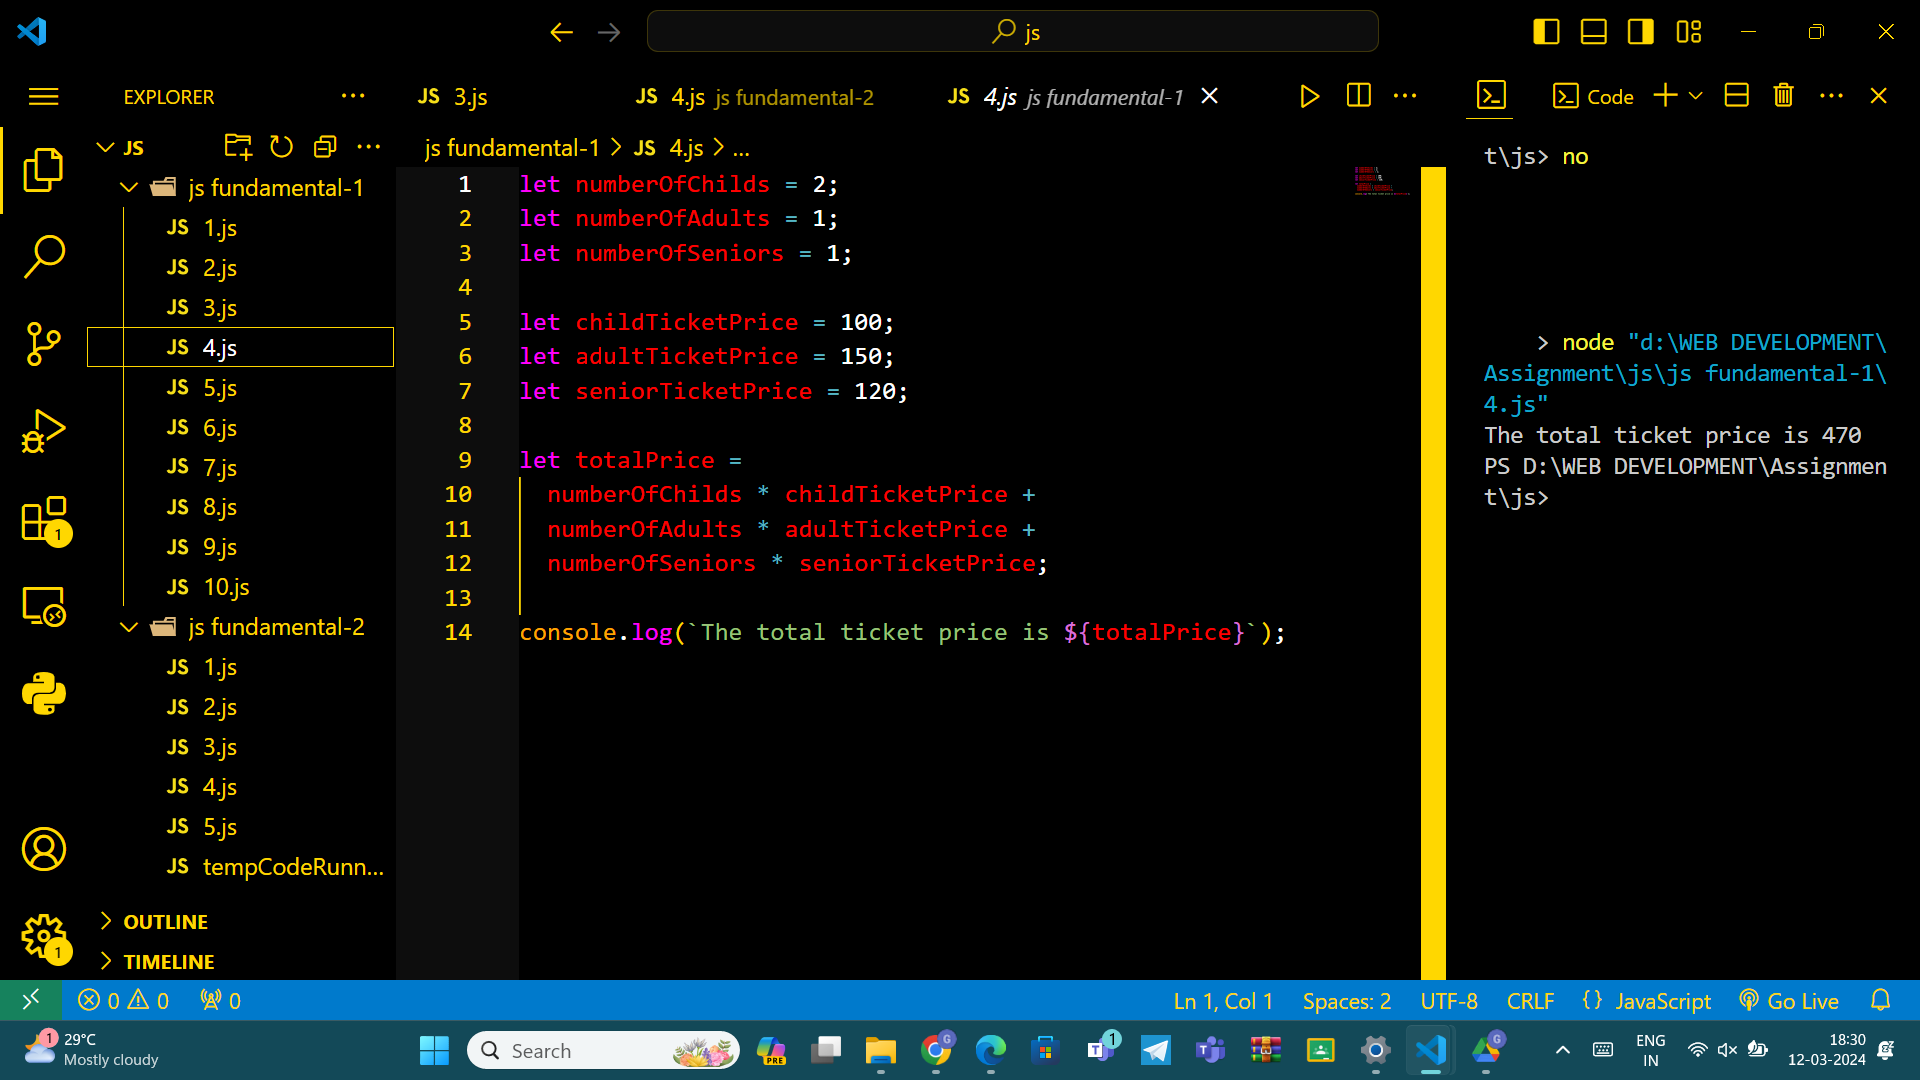 js
EXPLORER
JS 3.js
JS 4.js js fundamental-2
JS 4.js js fundamental-1
Code
JS
js fundamental-1 > JS 4.js > ...
js fundamental-1
JS 1.js
JS 2.js
JS 3.js
JS 4.js
JS 5.js
JS 6.js
JS 7.js
JS 8.js
JS 9.js
JS 10.js
js fundamental-2
JS 1.js
JS 2.js
JS 3.js
JS 4.js
JS 5.js
JS tempCodeRunn...
OUTLINE
TIMELINE
1
1
1 let numberOfChilds = 2;
2 let numberOfAdults = 1;
3 let numberOfSeniors = 1;
4
5 let childTicketPrice = 100;
6 let adultTicketPrice = 150;
7 let seniorTicketPrice = 120;
8
9 let totalPrice =
10 numberOfChilds * childTicketPrice +
11 numberOfAdults * adultTicketPrice +
12 numberOfSeniors * seniorTicketPrice;
13
14 console.log(`The total ticket price is ${totalPrice}`);
t\js> no
> node "d:\WEB DEVELOPMENT\
Assignment\js\js fundamental-1\
4.js"
The total ticket price is 470
PS D:\WEB DEVELOPMENT\Assignmen
t\js>
0 0 0
Ln 1, Col 1 Spaces: 2 UTF-8 CRLF {} JavaScript Go Live
1
29°C
Mostly cloudy
Search
PRE
G
T 1
G
ENG
IN
18:30
12-03-2024